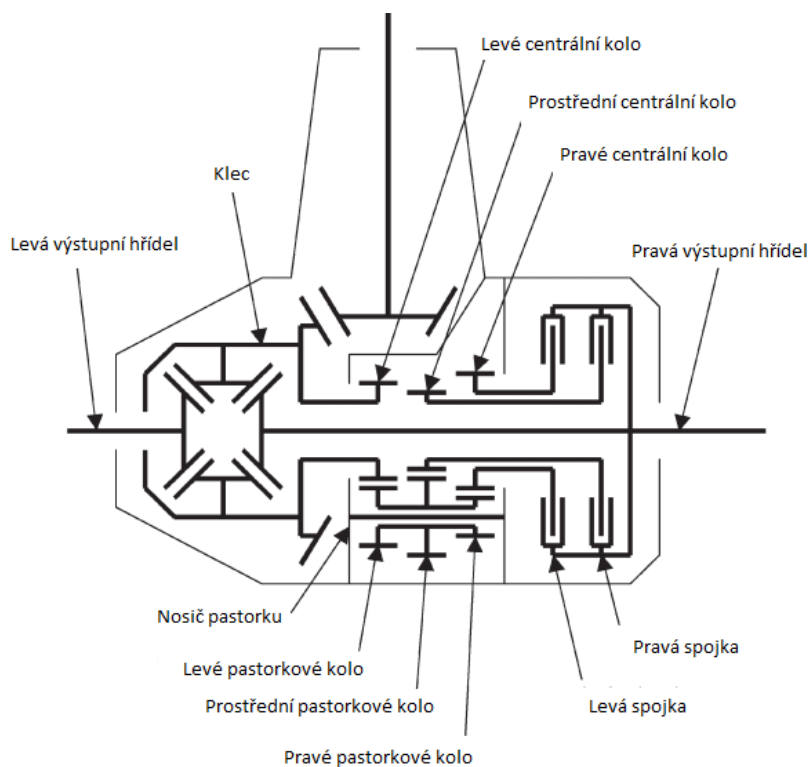 Levé centrální kolo
Prostřední centrální kolo
Pravé centrální kolo
Klec
Levá výstupní hřídel
Pravá výstupní hřídel
Nosič pastorku
Levé pastorkové kolo
Pravá spojka
Prostřední pastorkové kolo
Levá spojka
Pravé pastorkové kolo